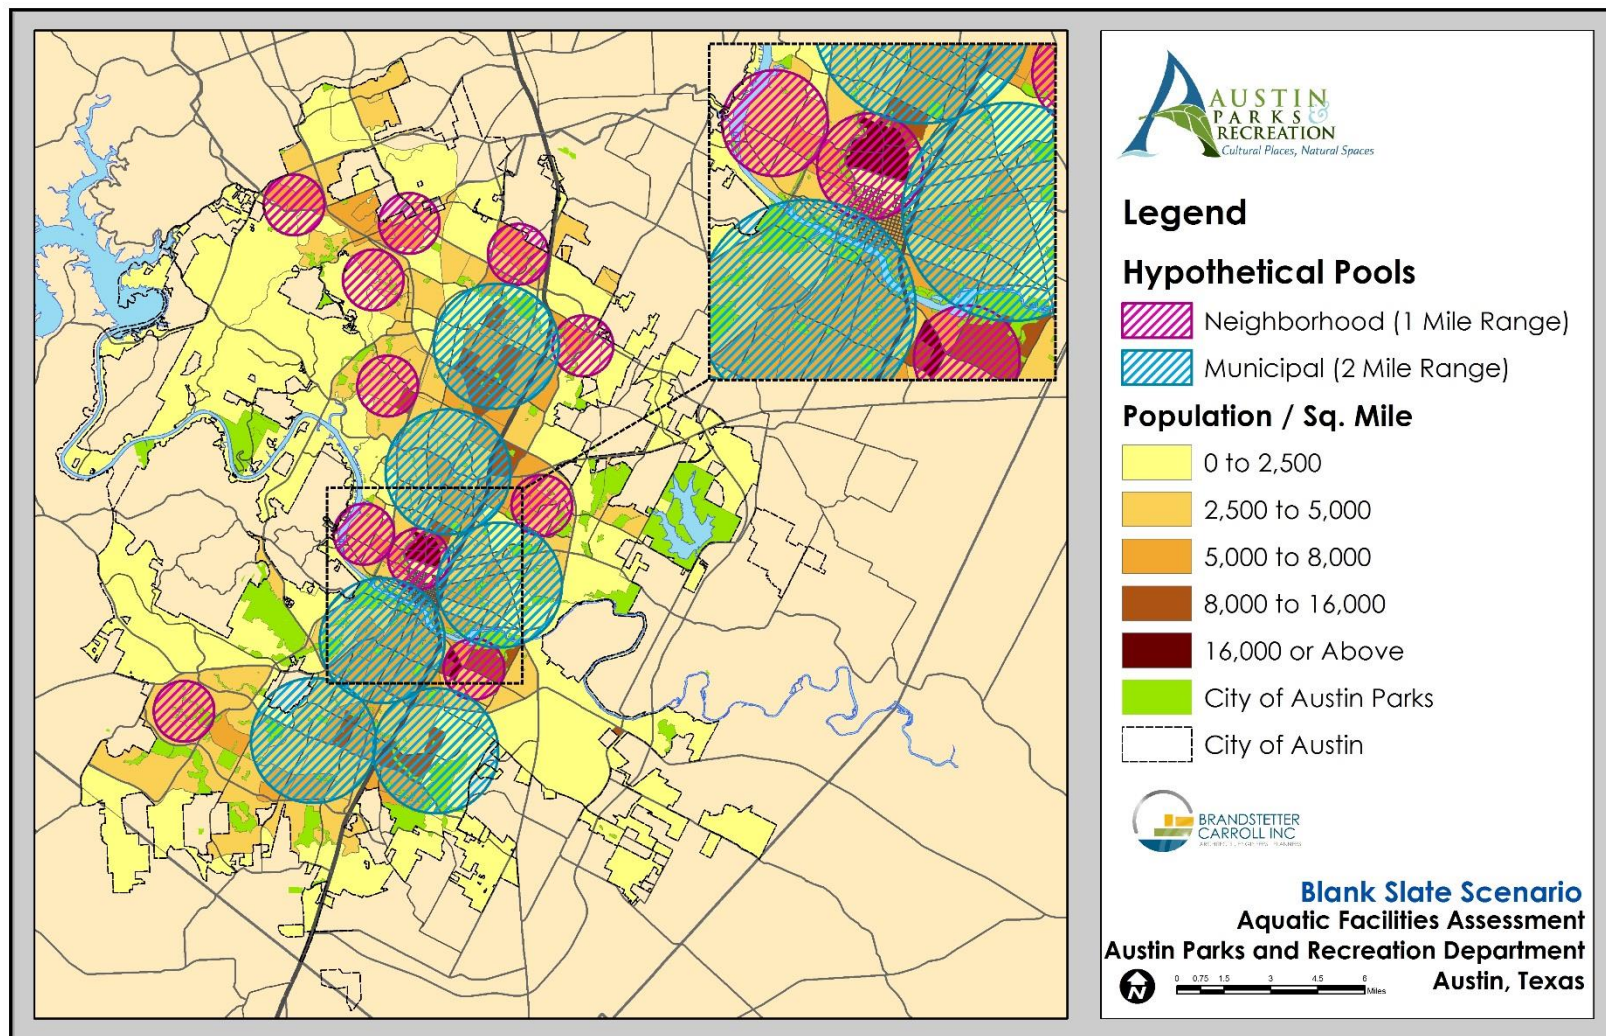 AUSTIN
PARKS &
RECREATION
Cultural Places, Natural Spaces
Legend
Hypothetical Pools
Neighborhood (1 Mile Range)
Municipal (2 Mile Range)
Population / Sq. Mile
0 to 2,500
2,500 to 5,000
5,000 to 8,000
8,000 to 16,000
16,000 or Above
City of Austin Parks
City of Austin
BRANDSTETTER
CARROLL INC
Blank Slate Scenario
Aquatic Facilities Assessment
Austin Parks and Recreation Department
Austin, Texas
N
0 0.75 1.5 3 4.5 6
Miles